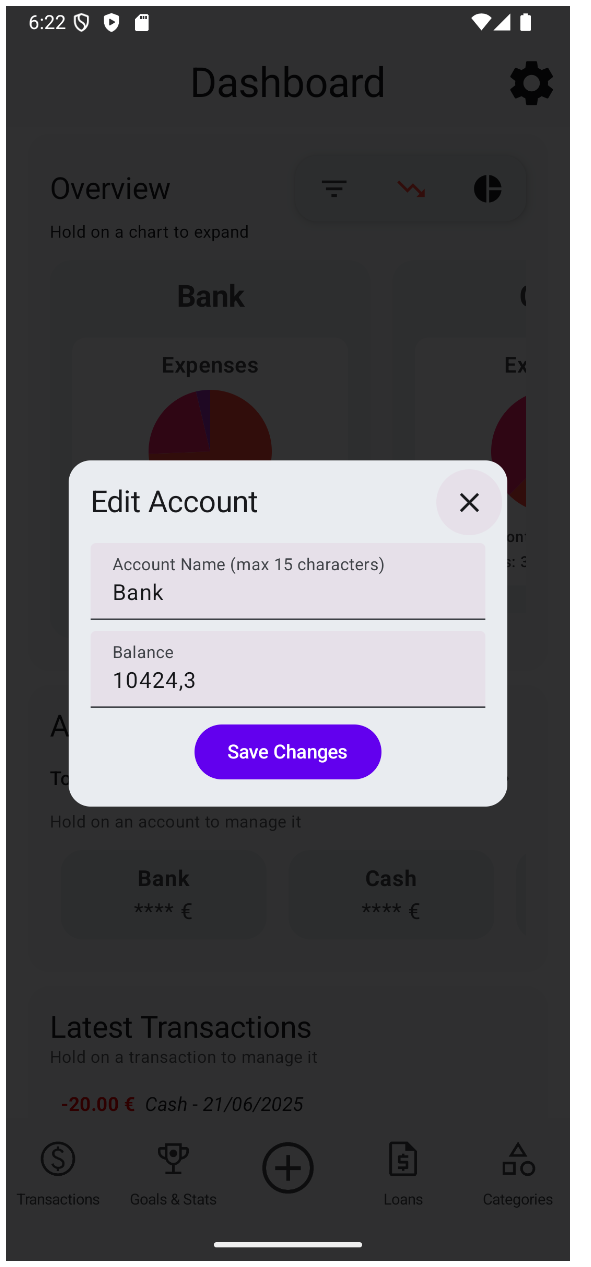 6:22
Dashboard
Overview
Hold on a chart to expand
Bank
Expenses
Ex
Edit Account
Account Name (max 15 characters)
Bank
Balance
10424,3
Save Changes
Hold on an account to manage it
Bank
Cash
**** €
**** €
Latest Transactions
Hold on a transaction to manage it
-20.00 € Cash - 21/06/2025
Transactions
Goals & Stats
Loans
Categories